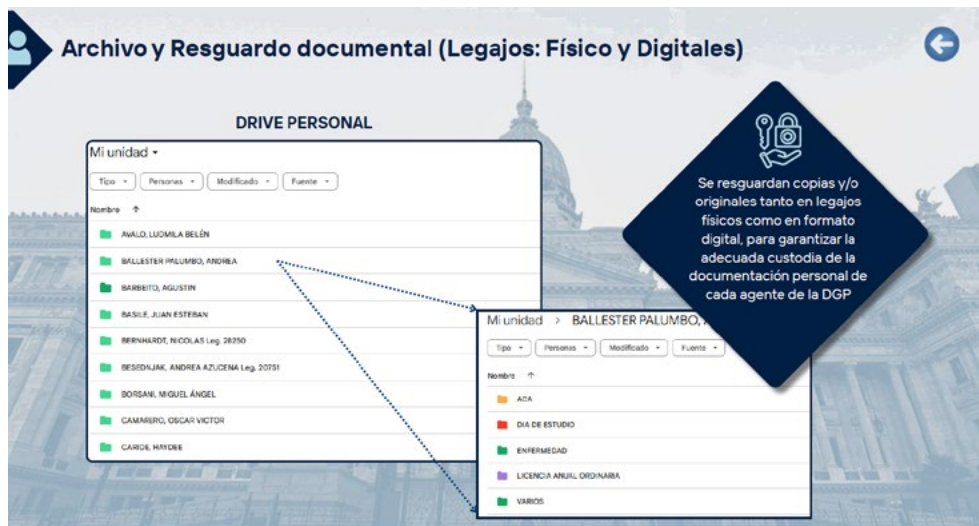 Archivo y Resguardo documental (Legajos: Físico y Digitales)
DRIVE PERSONAL
Mi unidad
Tipo Personas Modificado Fuente
Nombre
AVALO, LUDMILA BELÉN
BALLESTER PALUMBO, ANDREA
BARBEITO, AGUSTIN
BASILE, JUAN ESTEBAN
BERNHARDT, NICOLAS Leg. 28250
BESEDNJAK, ANDREA AZUCENA Leg. 20751
BORSANI, MIGUEL ÁNGEL
CAMARERO, OSCAR VICTOR
CARIDE, HAYDEE
Se resguardan copias y/o
originales tanto en legajos
físicos como en formato
digital, para garantizar la
adecuada custodia de la
documentación personal de
cada agente de la DGP
Mi unidad > BALLESTER PALUMBO,
Tipo Personas Modificado Fuente
Nombre
ACA
DIA DE ESTUDIO
ENFERMEDAD
LICENCIA ANUAL ORDINARIA
VARIOS